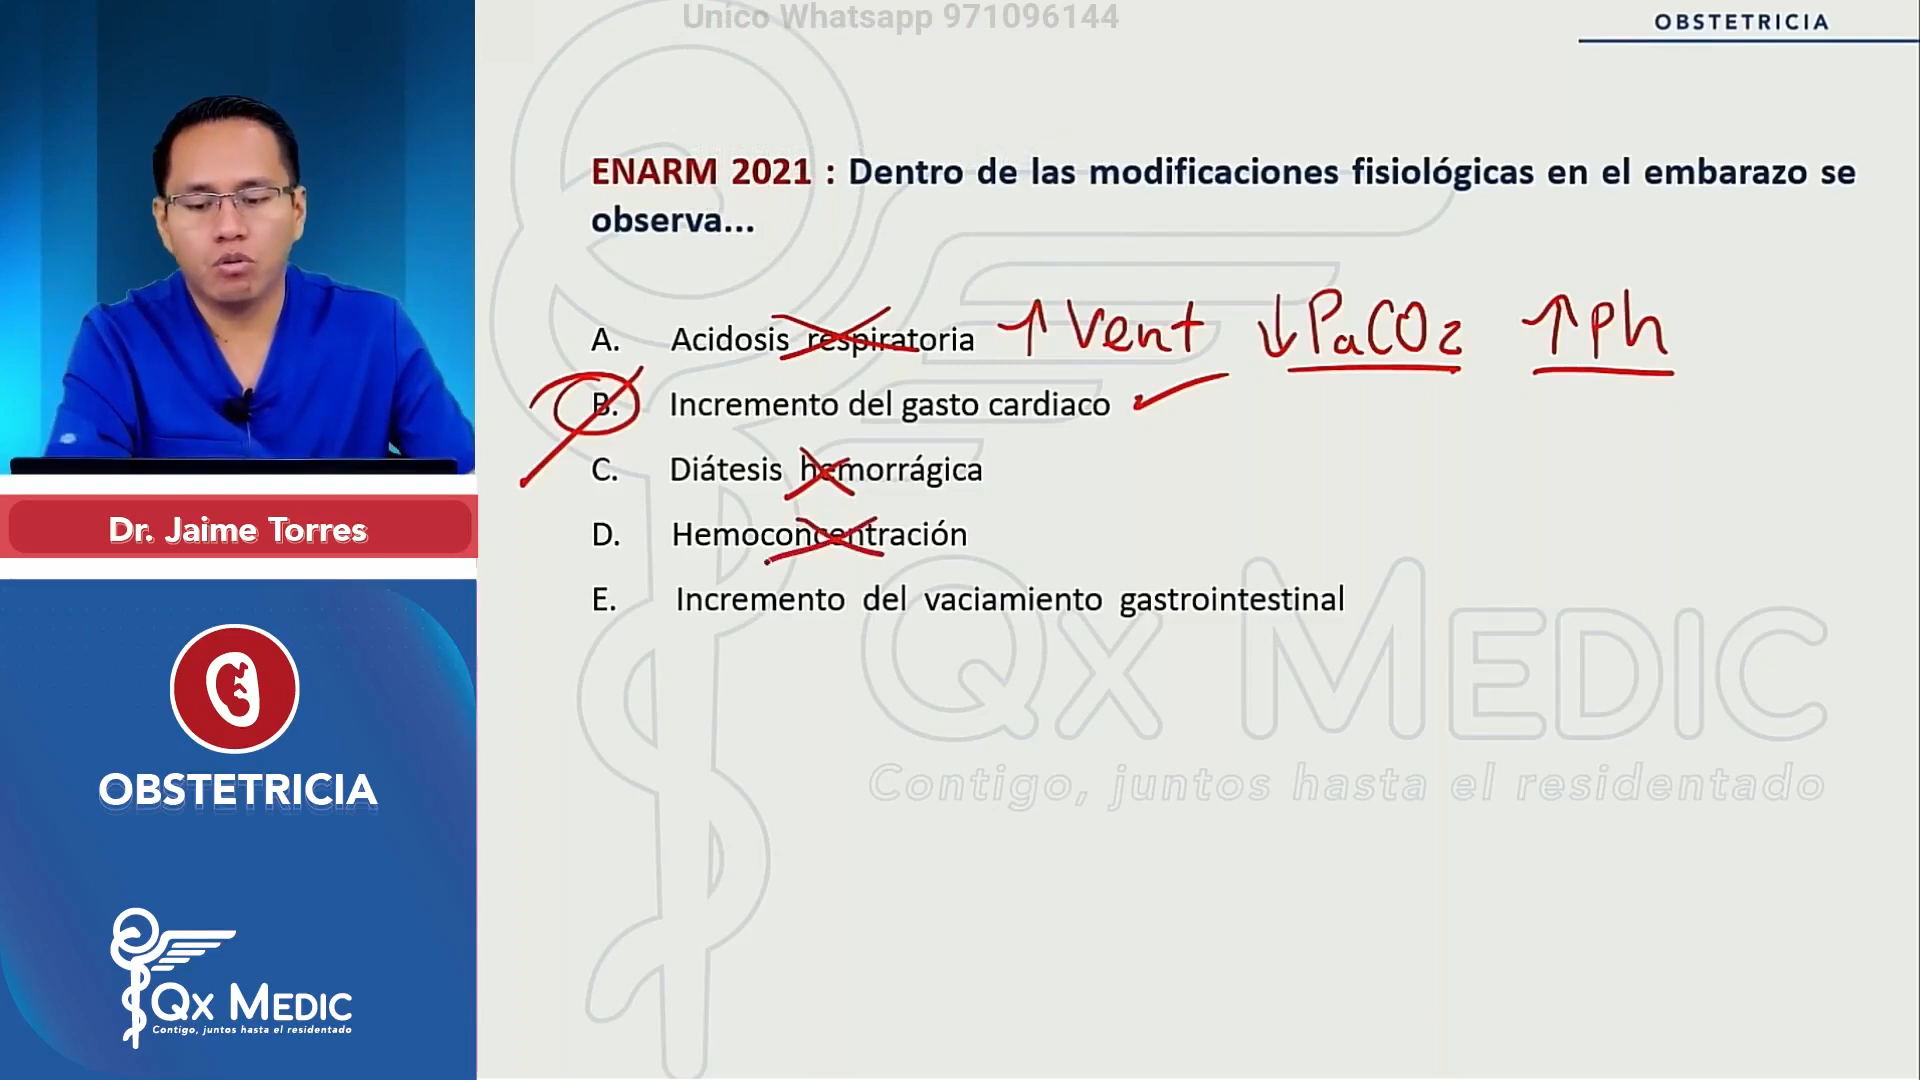 Unico Whatsapp 971096144
OBSTETRICIA
ENARM 2021 : Dentro de las modificaciones fisiológicas en el embarazo se
observa...
A. Acidosis respiratoria ↑ Vent ↓ PaCO2 ↑ Ph
B. Incremento del gasto cardiaco ✓
C. Diátesis hemorrágica
D. Hemoconcentración
E. Incremento del vaciamiento gastrointestinal
QX MEDIC
Contigo, juntos hasta el residentado
Dr. Jaime Torres
OBSTETRICIA
QX MEDIC
Contigo, juntos hasta el residentado